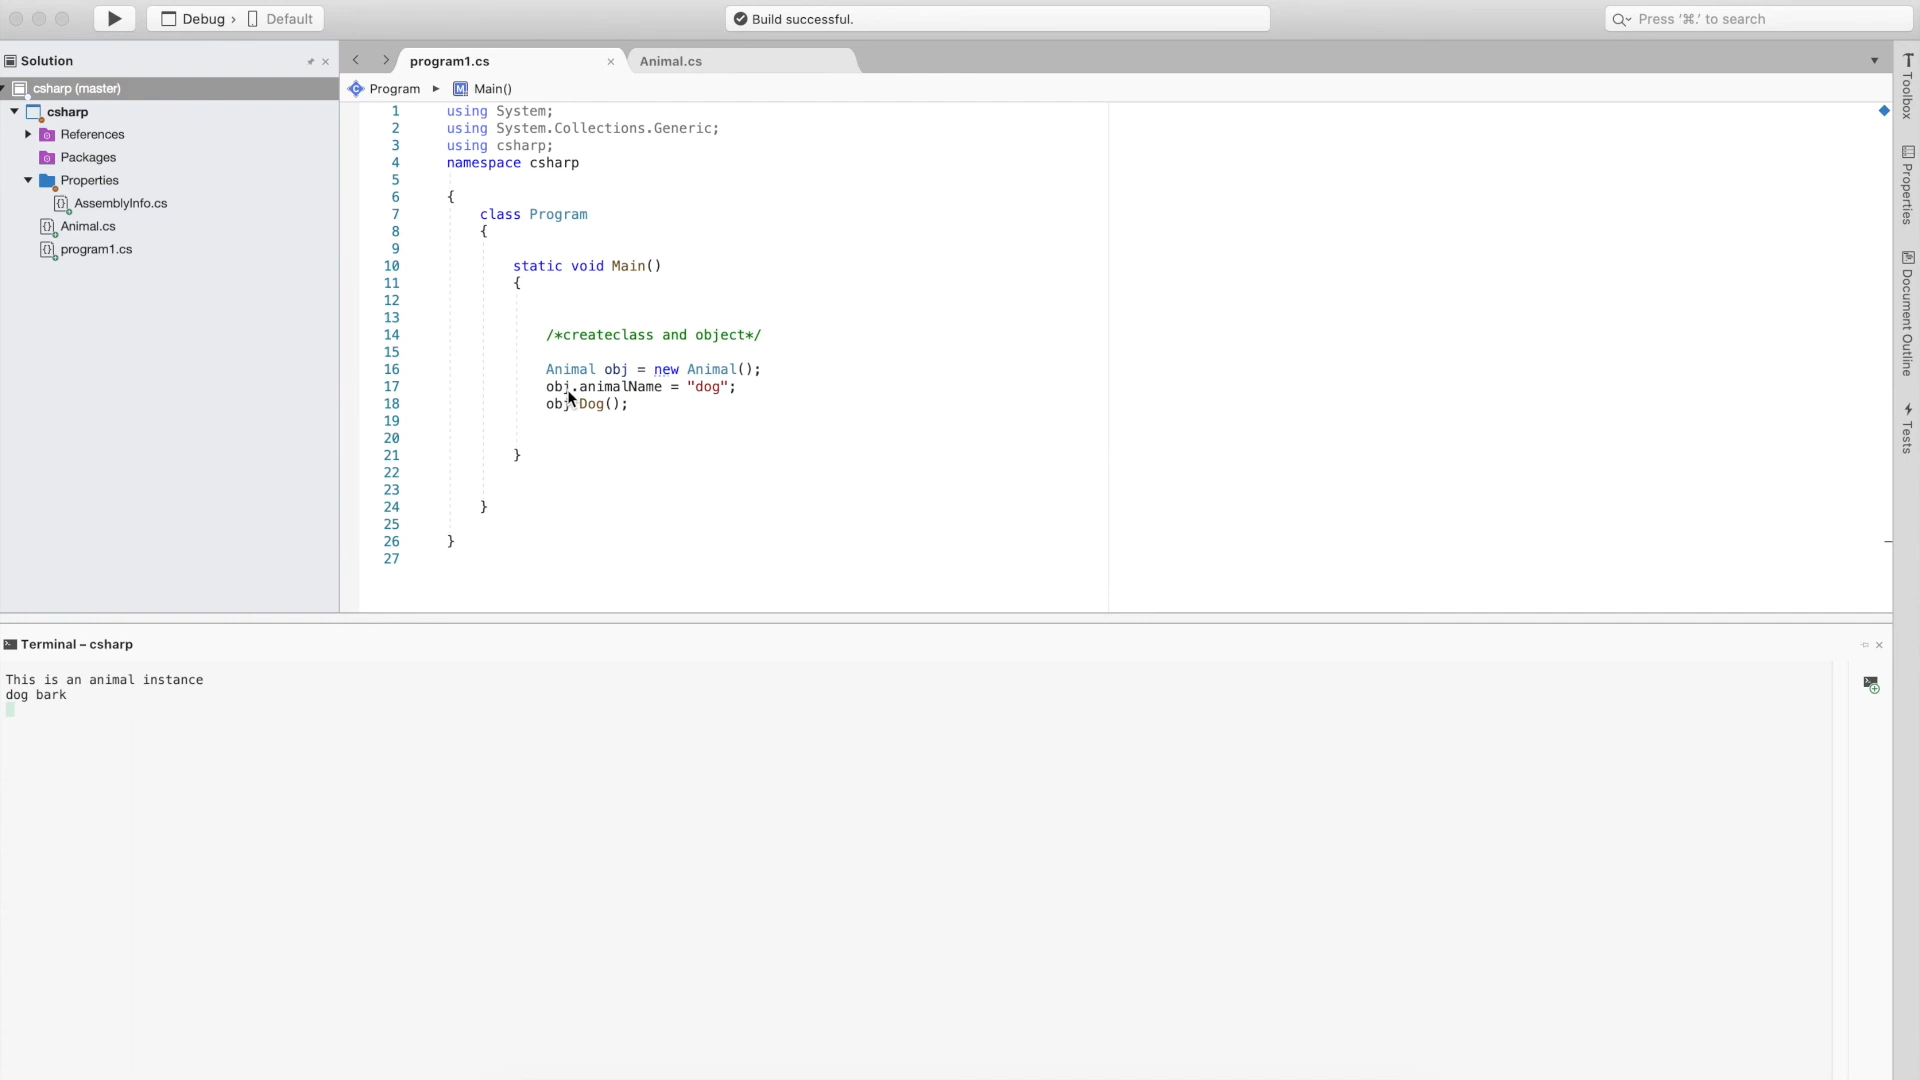 Debug › Default
Build successful.
Press '⌘.' to search
Solution
program1.cs
Animal.cs
csharp (master)
Program
Main()
csharp
References
Packages
Properties
AssemblyInfo.cs
Animal.cs
program1.cs
1 using System;
2 using System.Collections.Generic;
3 using csharp;
4 namespace csharp
5
6 {
7 class Program
8 {
9
10 static void Main()
11 {
12
13
14 /*createclass and object*/
15
16 Animal obj = new Animal();
17 obj.animalName = "dog";
18 obj.Dog();
19
20
21 }
22
23
24 }
25
26 }
27
Toolbox
Properties
Document Outline
Tests
Terminal – csharp
This is an animal instance
dog bark